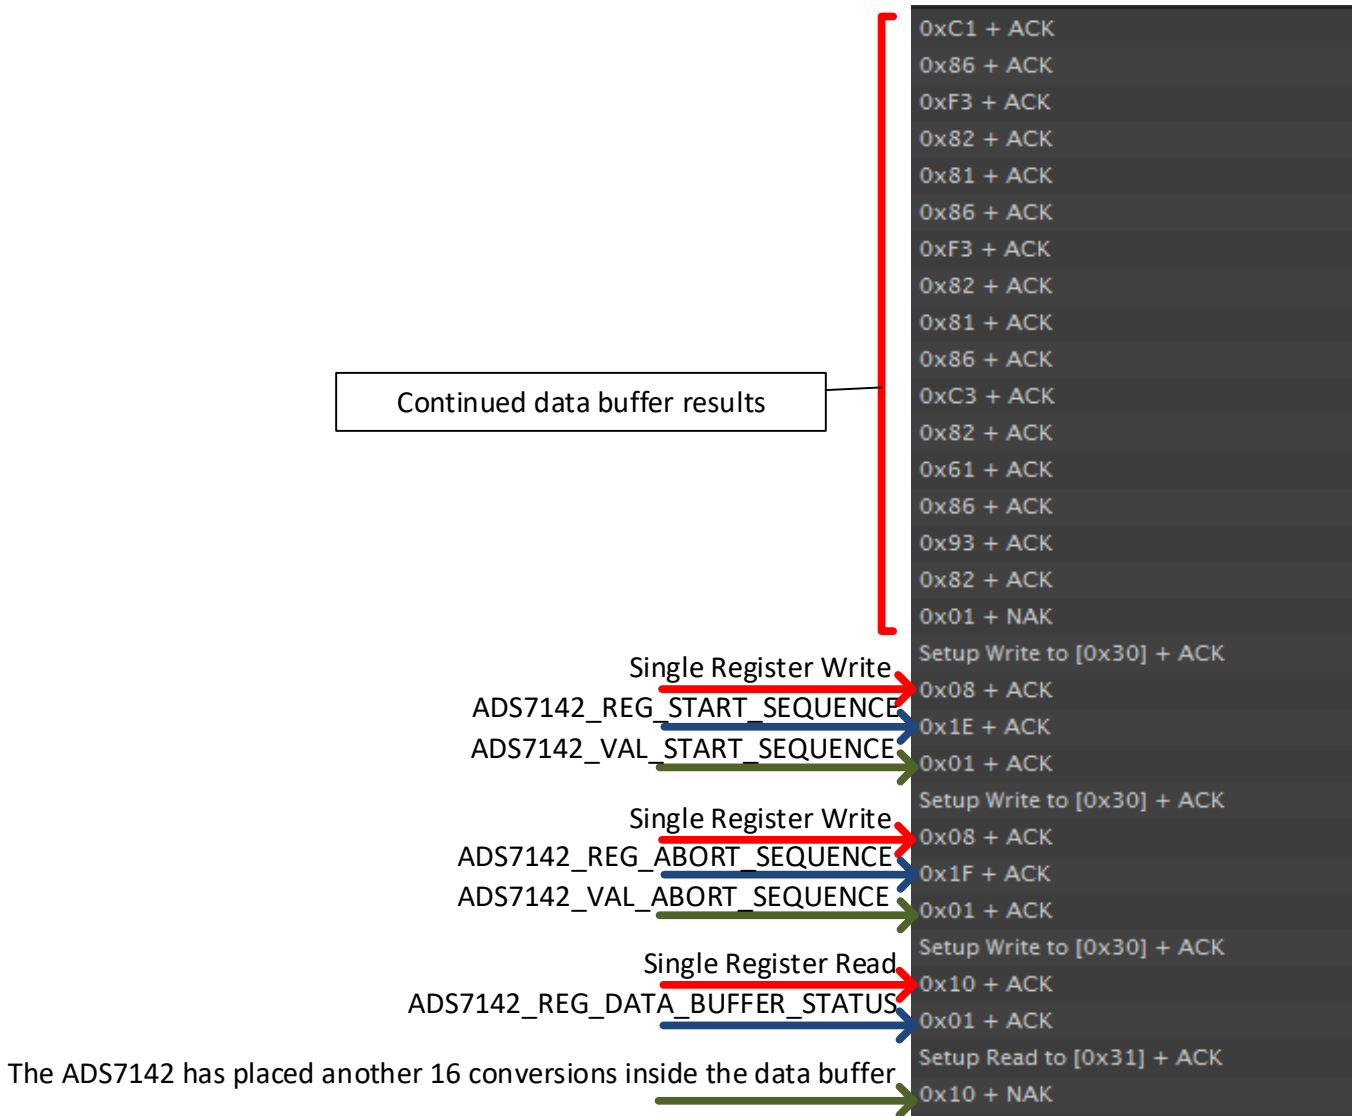 0xC1 + ACK
0x86 + ACK
0xF3 + ACK
0x82 + ACK
0x81 + ACK
0x86 + ACK
0xF3 + ACK
0x82 + ACK
0x81 + ACK
0x86 + ACK
Continued data buffer results
0xC3 + ACK
0x82 + ACK
0x61 + ACK
0x86 + ACK
0x93 + ACK
0x82 + ACK
0x01 + NAK
Setup Write to [0x30] + ACK
Single Register Write
0x08 + ACK
ADS7142_REG_START_SEQUENCE
0x1E + ACK
ADS7142_VAL_START_SEQUENCE
0x01 + ACK
Setup Write to [0x30] + ACK
Single Register Write
0x08 + ACK
ADS7142_REG_ABORT_SEQUENCE
0x1F + ACK
ADS7142_VAL_ABORT_SEQUENCE
0x01 + ACK
Setup Write to [0x30] + ACK
Single Register Read
0x10 + ACK
ADS7142_REG_DATA_BUFFER_STATUS
0x01 + ACK
Setup Read to [0x31] + ACK
The ADS7142 has placed another 16 conversions inside the data buffer
0x10 + NAK